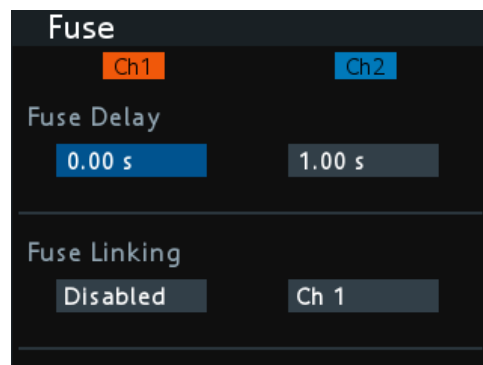 Fuse
Ch1 Ch2
Fuse Delay
0.00 s 1.00 s
Fuse Linking
Disabled Ch 1